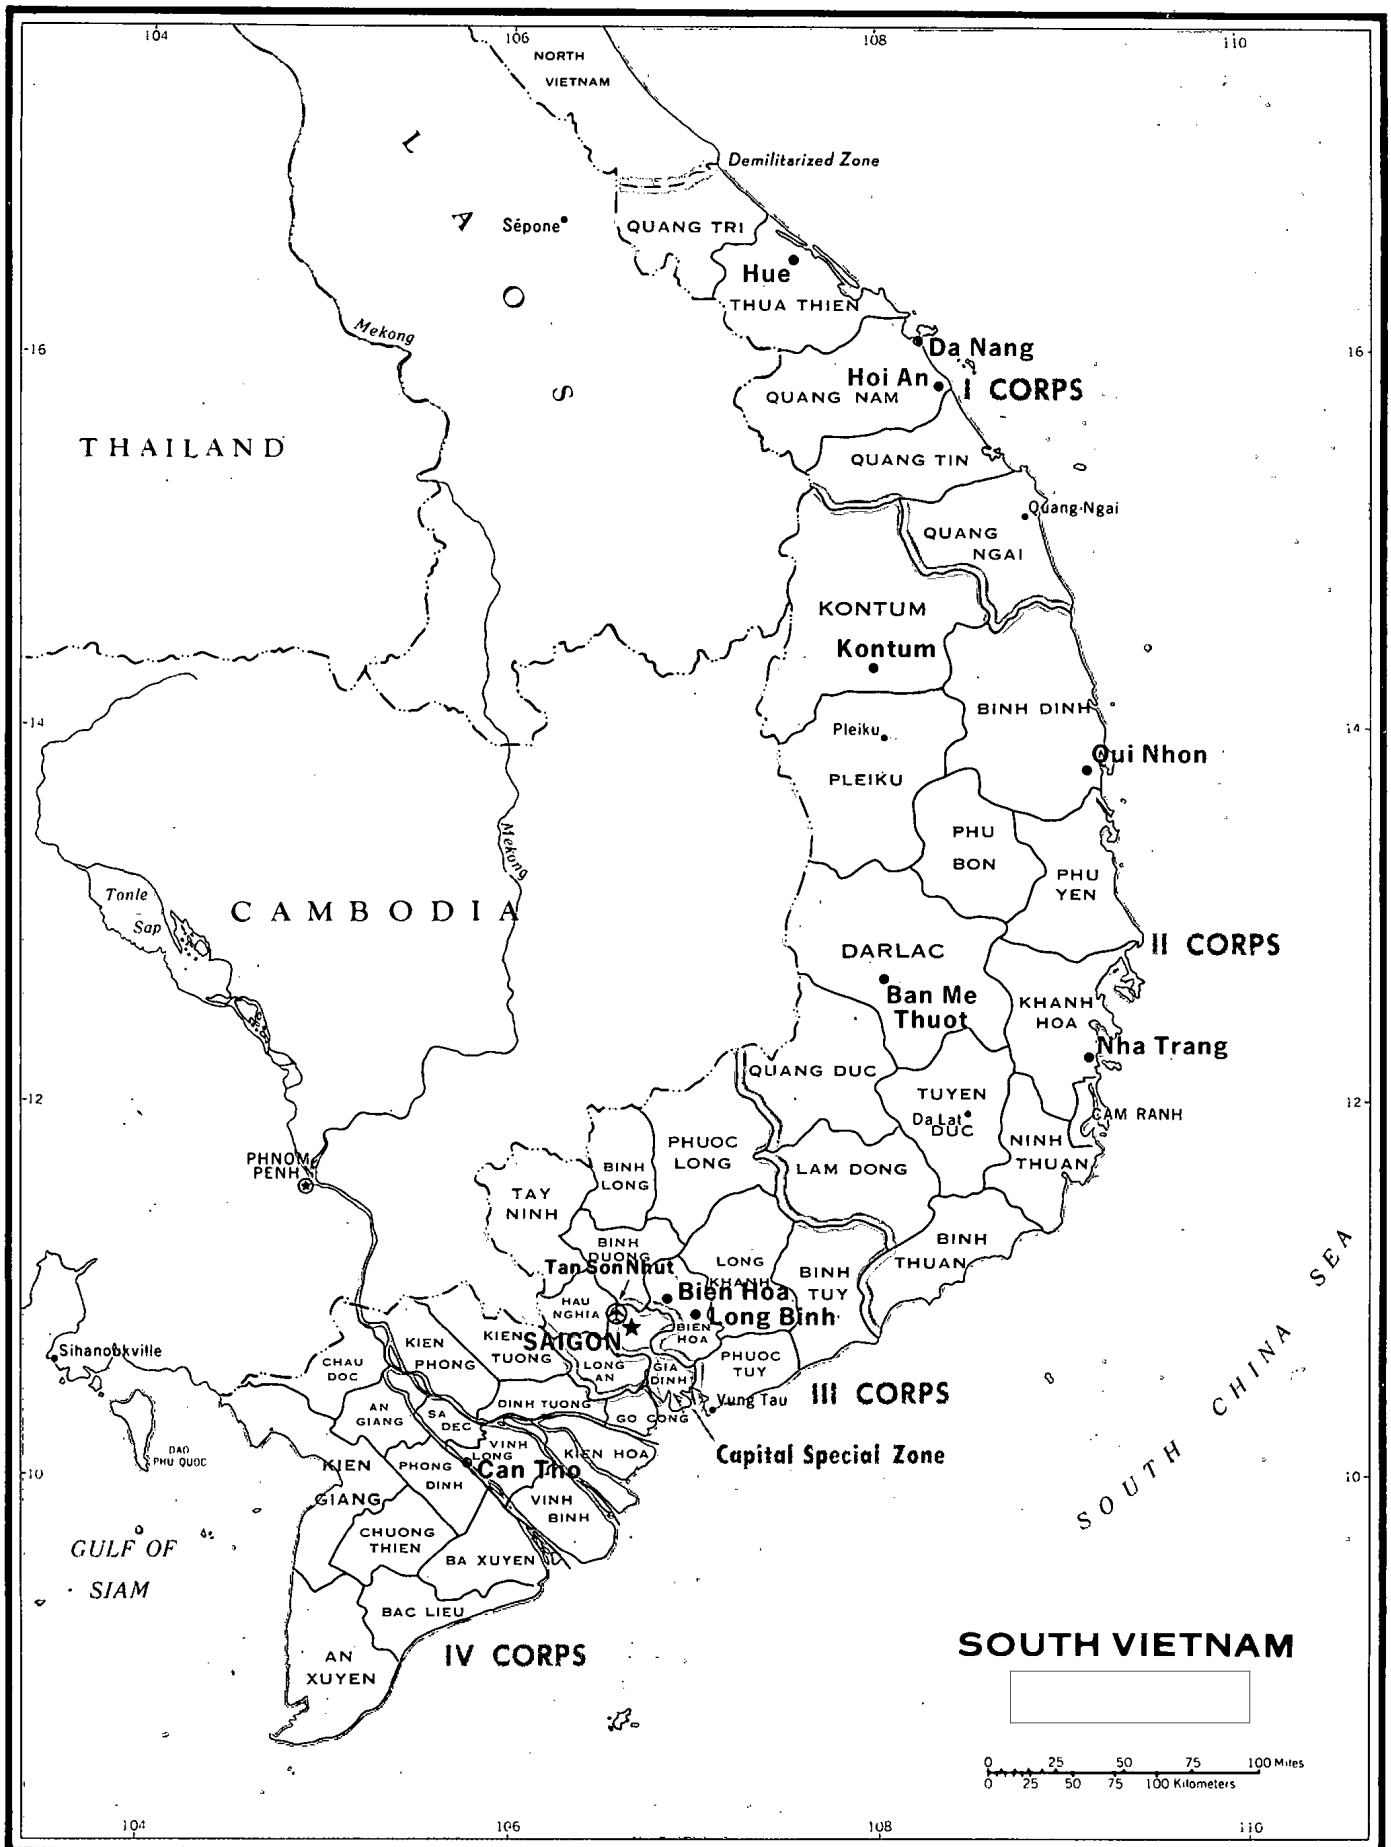 104
106
108
110
NORTH
VIETNAM
L
A
O
S
Demilitarized Zone
Sépone
QUANG TRI
Hue
THUA THIEN
Mekong
16
16
Da Nang
Hoi An
I CORPS
QUANG NAM
THAILAND
QUANG TIN
Quang Ngai
QUANG
NGAI
KONTUM
Kontum
BINH DINH
14
14
Pleiku
Qui Nhon
PLEIKU
Mekong
PHU
BON
PHU
YEN
Tonle
Sap
CAMBODIA
DARLAC
II CORPS
Ban Me
Thuot
KHANH
HOA
Nha Trang
QUANG DUC
TUYEN
DUC
Da Lat
12
12
CAM RANH
PHUOC
LONG
NINH
THUAN
PHNOM
PENH
BINH
LONG
LAM DONG
TAY
NINH
BINH
DUONG
BINH
THUAN
LONG
KHANH
BINH
TUY
Tan Son Nhut
Bien Hoa
HAU
NGHIA
Long Binh
BIEN
HOA
SAIGON
KIEN
PHONG
KIEN
TUONG
Sihanoukville
CHAU
DOC
LONG
AN
GIA
DINH
PHUOC
TUY
III CORPS
Vung Tau
AN
GIANG
SA
DEC
DINH TUONG
GO CONG
Capital Special Zone
DAO
PHU QUOC
VINH
LONG
KIEN HOA
KIEN
GIANG
PHONG
DINH
Can Tho
10
10
VINH
BINH
CHUONG
THIEN
BA XUYEN
GULF OF
SIAM
SOUTH CHINA SEA
BAC LIEU
AN
XUYEN
IV CORPS
SOUTH VIETNAM
0 25 50 75 100 Miles
0 25 50 75 100 Kilometers
104
106
108
110